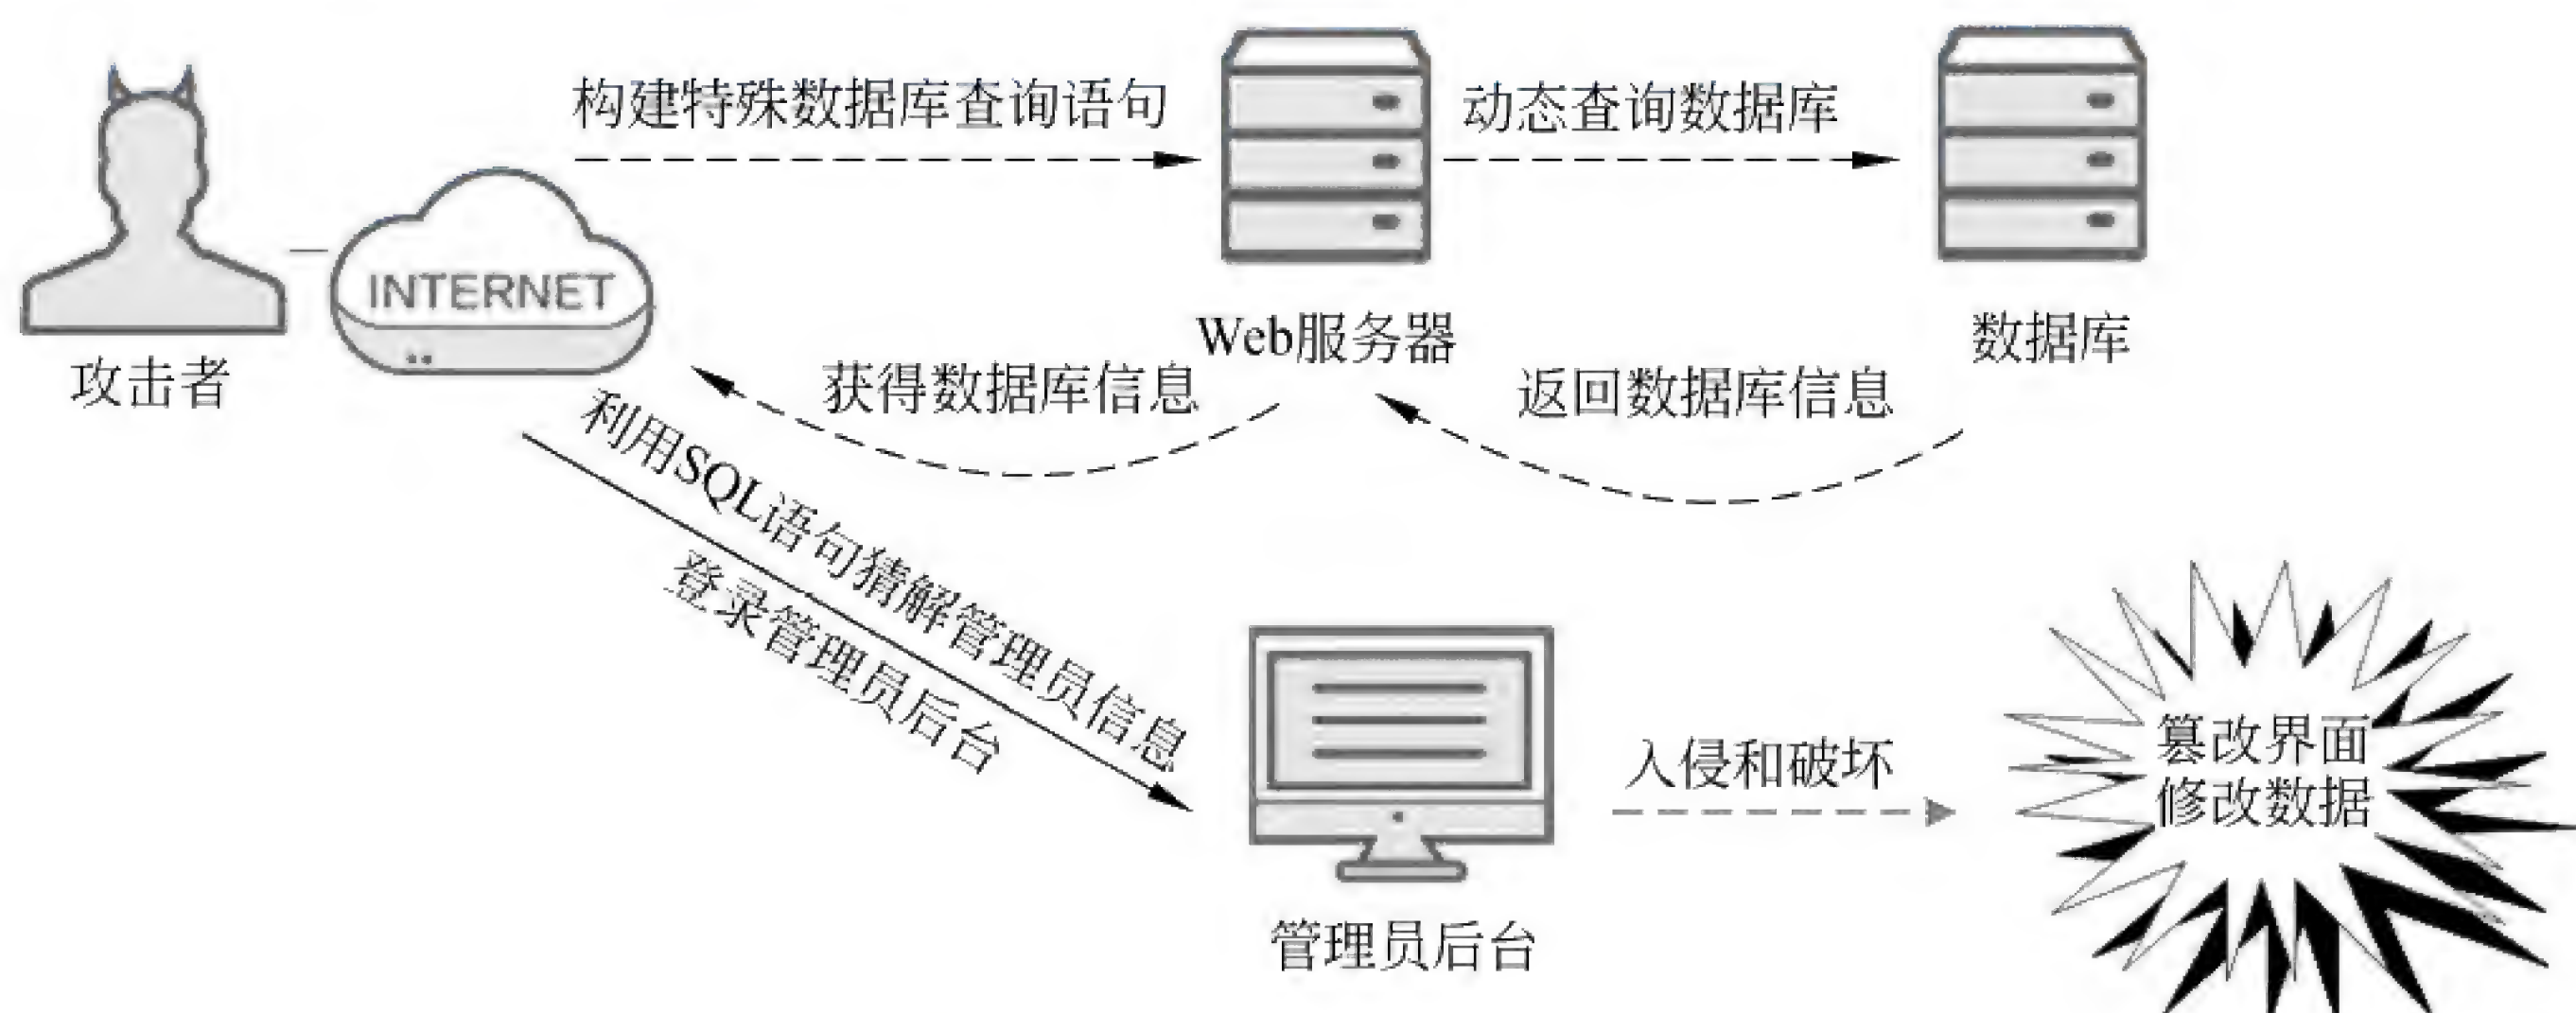 构建特殊数据库查询语句
动态查询数据库
INTERNET
攻击者
Web服务器
数据库
获得数据库信息
返回数据库信息
利用SQL语句猜解管理员信息
登录管理员后台
入侵和破坏
篡改界面
修改数据
管理员后台